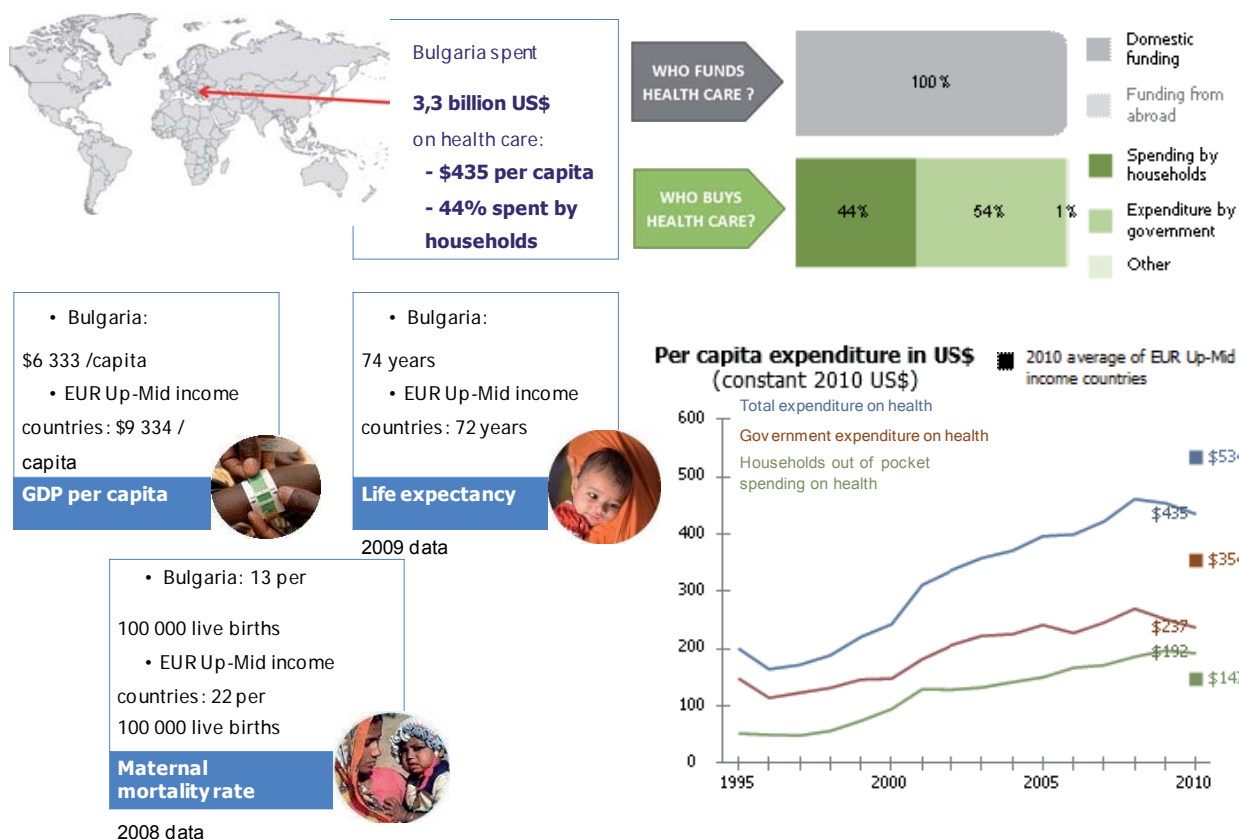 Bulgaria spent
3,3 billion US$
on health care:
- $435 per capita
- 44% spent by
households
WHO FUNDS
HEALTH CARE ?
100%
Domestic
funding
Funding from
abroad
WHO BUYS
HEALTH CARE?
44%
54%
1%
Spending by
households
Expenditure by
government
Other
• Bulgaria:
$6 333 /capita
• EUR Up-Mid income
countries: $9 334 /
capita
GDP per capita
• Bulgaria:
74 years
• EUR Up-Mid income
countries: 72 years
Life expectancy
2009 data
• Bulgaria: 13 per
100 000 live births
• EUR Up-Mid income
countries: 22 per
100 000 live births
Maternal
mortality rate
2008 data
Per capita expenditure in US$
(constant 2010 US$)
2010 average of EUR Up-Mid
income countries
Total expenditure on health
Government expenditure on health
Households out of pocket
spending on health
600
500
400
300
200
100
0
$534
$435
$354
$237
$192
1995
2000
2005
2010